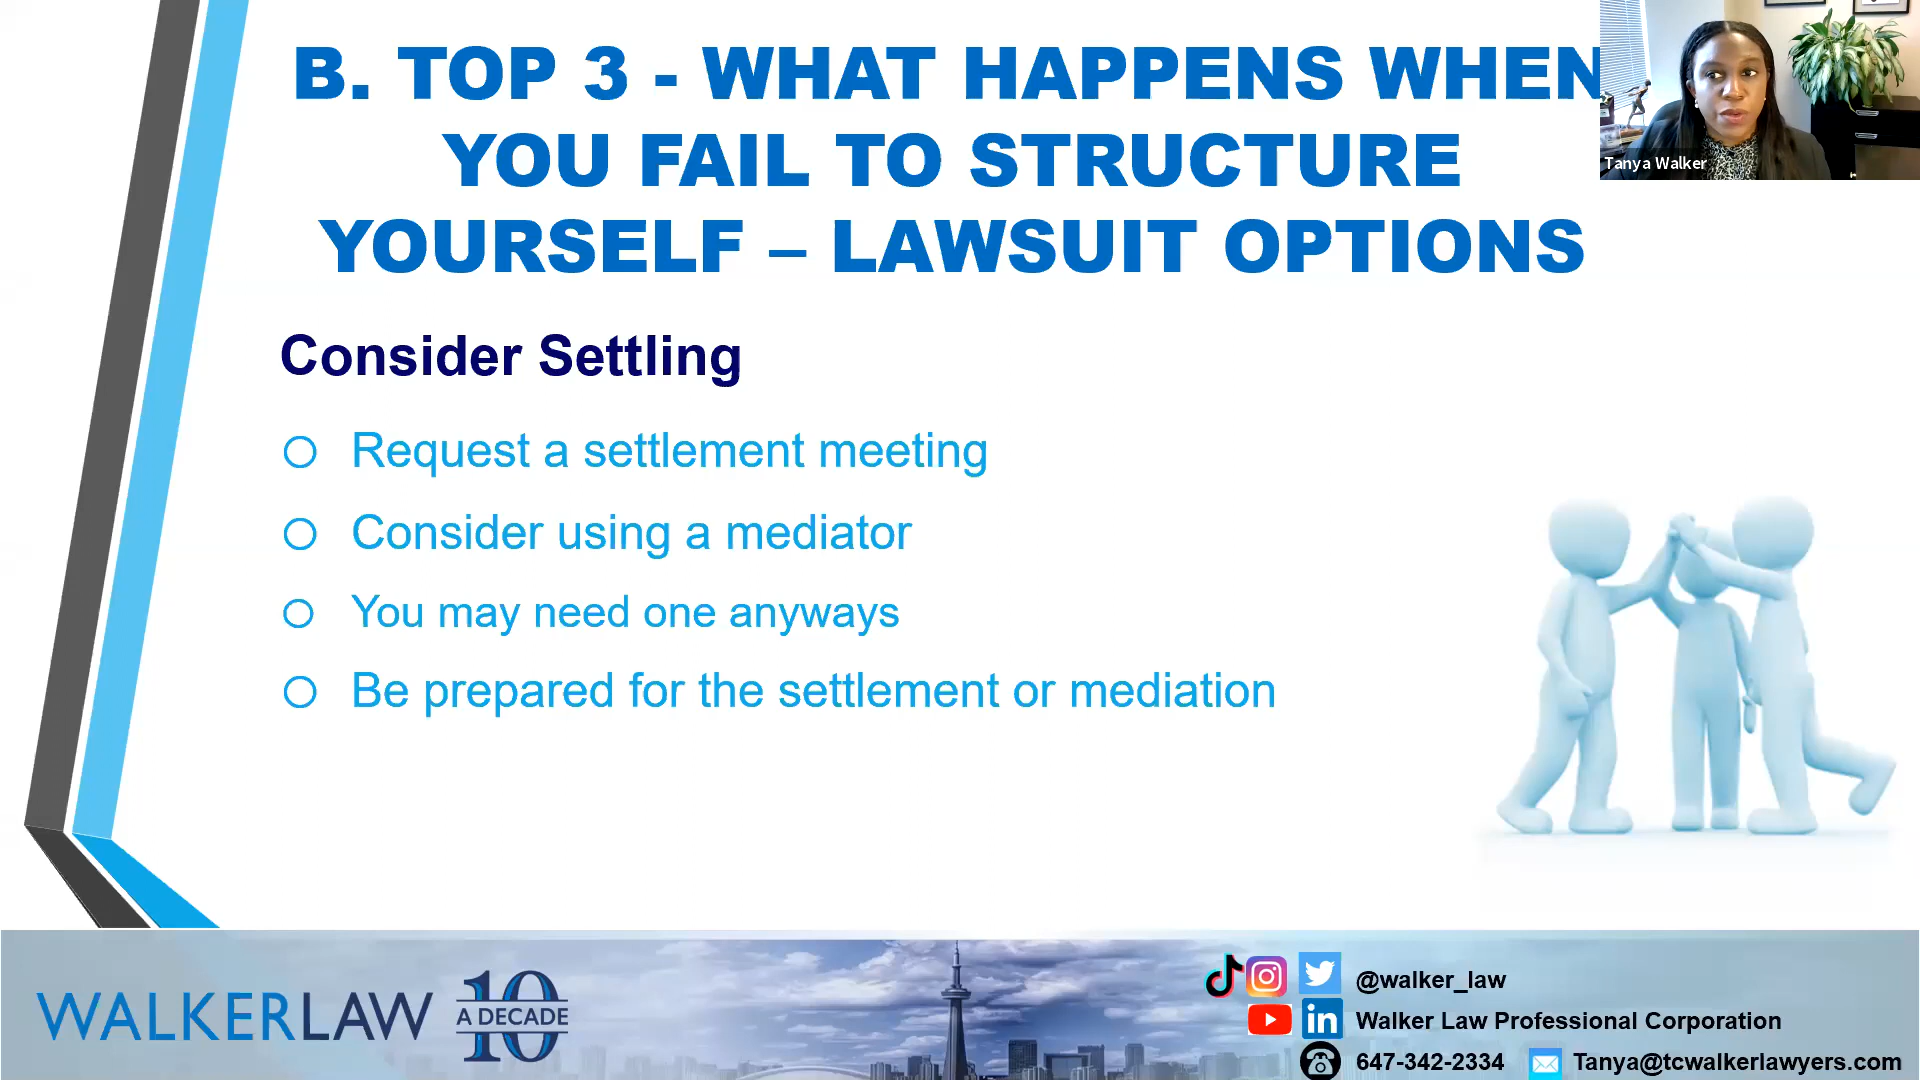 B. TOP 3 - WHAT HAPPENS WHEN
YOU FAIL TO STRUCTURE
YOURSELF – LAWSUIT OPTIONS
Tanya Walker
Consider Settling
Request a settlement meeting
Consider using a mediator
You may need one anyways
Be prepared for the settlement or mediation
WALKERLAW
10
A DECADE
@walker_law
in
Walker Law Professional Corporation
647-342-2334
Tanya@tcwalkerlawyers.com